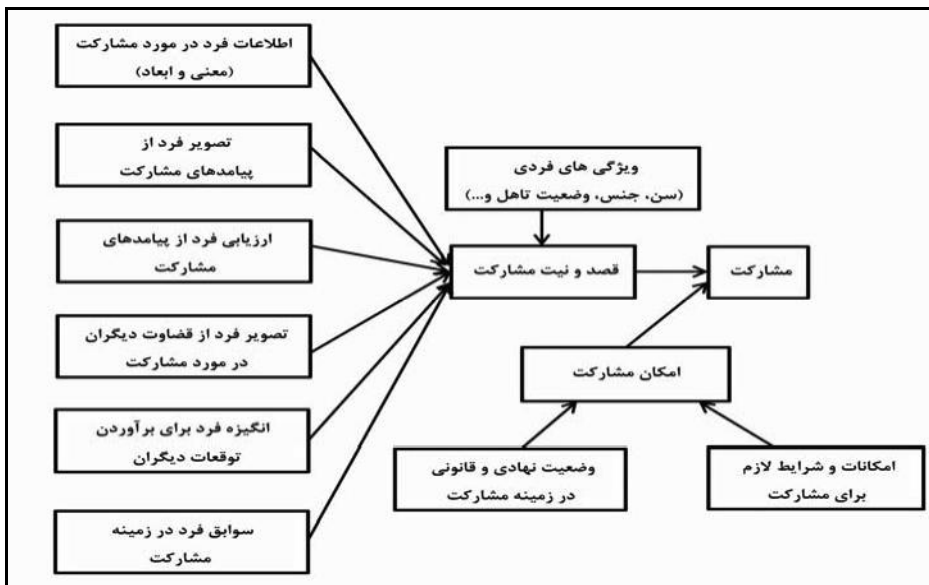 اطلاعات فرد در مورد مشارکت
(معنی و ابعاد)
تصویر فرد از
پیامدهای مشارکت
ارزیابی فرد از پیامدهای
مشارکت
تصویر فرد از قضاوت دیگران
در مورد مشارکت
انگیزه فرد برای برآوردن
توقعات دیگران
سوابق فرد در زمینه
مشارکت
ویژگی های فردی
(سن، جنس، وضعیت تاهل و...)
قصد و نیت مشارکت
مشارکت
امکان مشارکت
وضعیت نهادی و قانونی
در زمینه مشارکت
امکانات و شرایط لازم
برای مشارکت